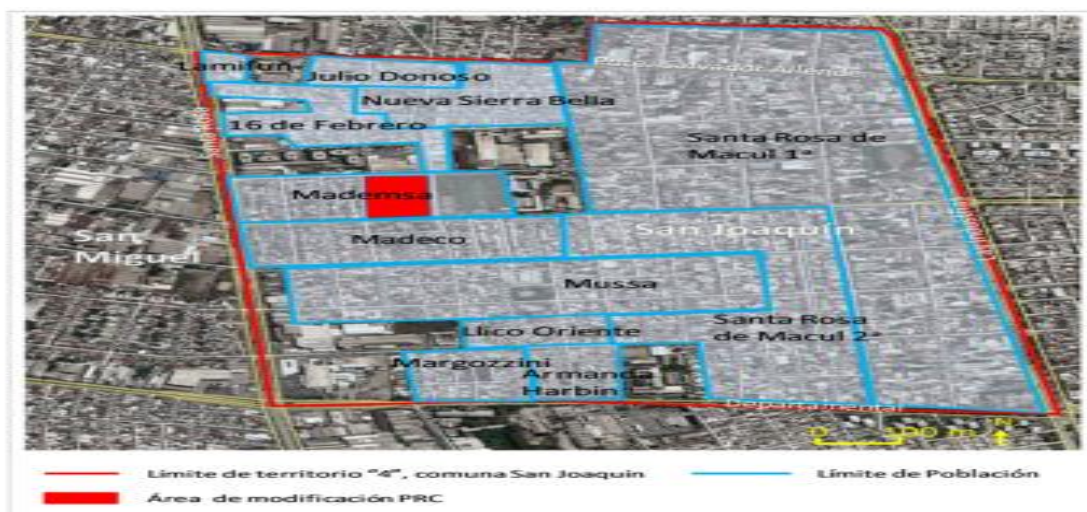 Lamifun
Julio Donoso
Nueva Sierra Bella
16 de Febrero
Santa Rosa de
Macul 1ª
Mademsa
San Joaquín
San
Miguel
Madeco
Mussa
Llico Oriente
Santa Rosa
de Macul 2ª
Margozzini
Armando
Harbin
Departamental
N
Límite de territorio "4", comuna San Joaquin
Límite de Población
Área de modificación PRC